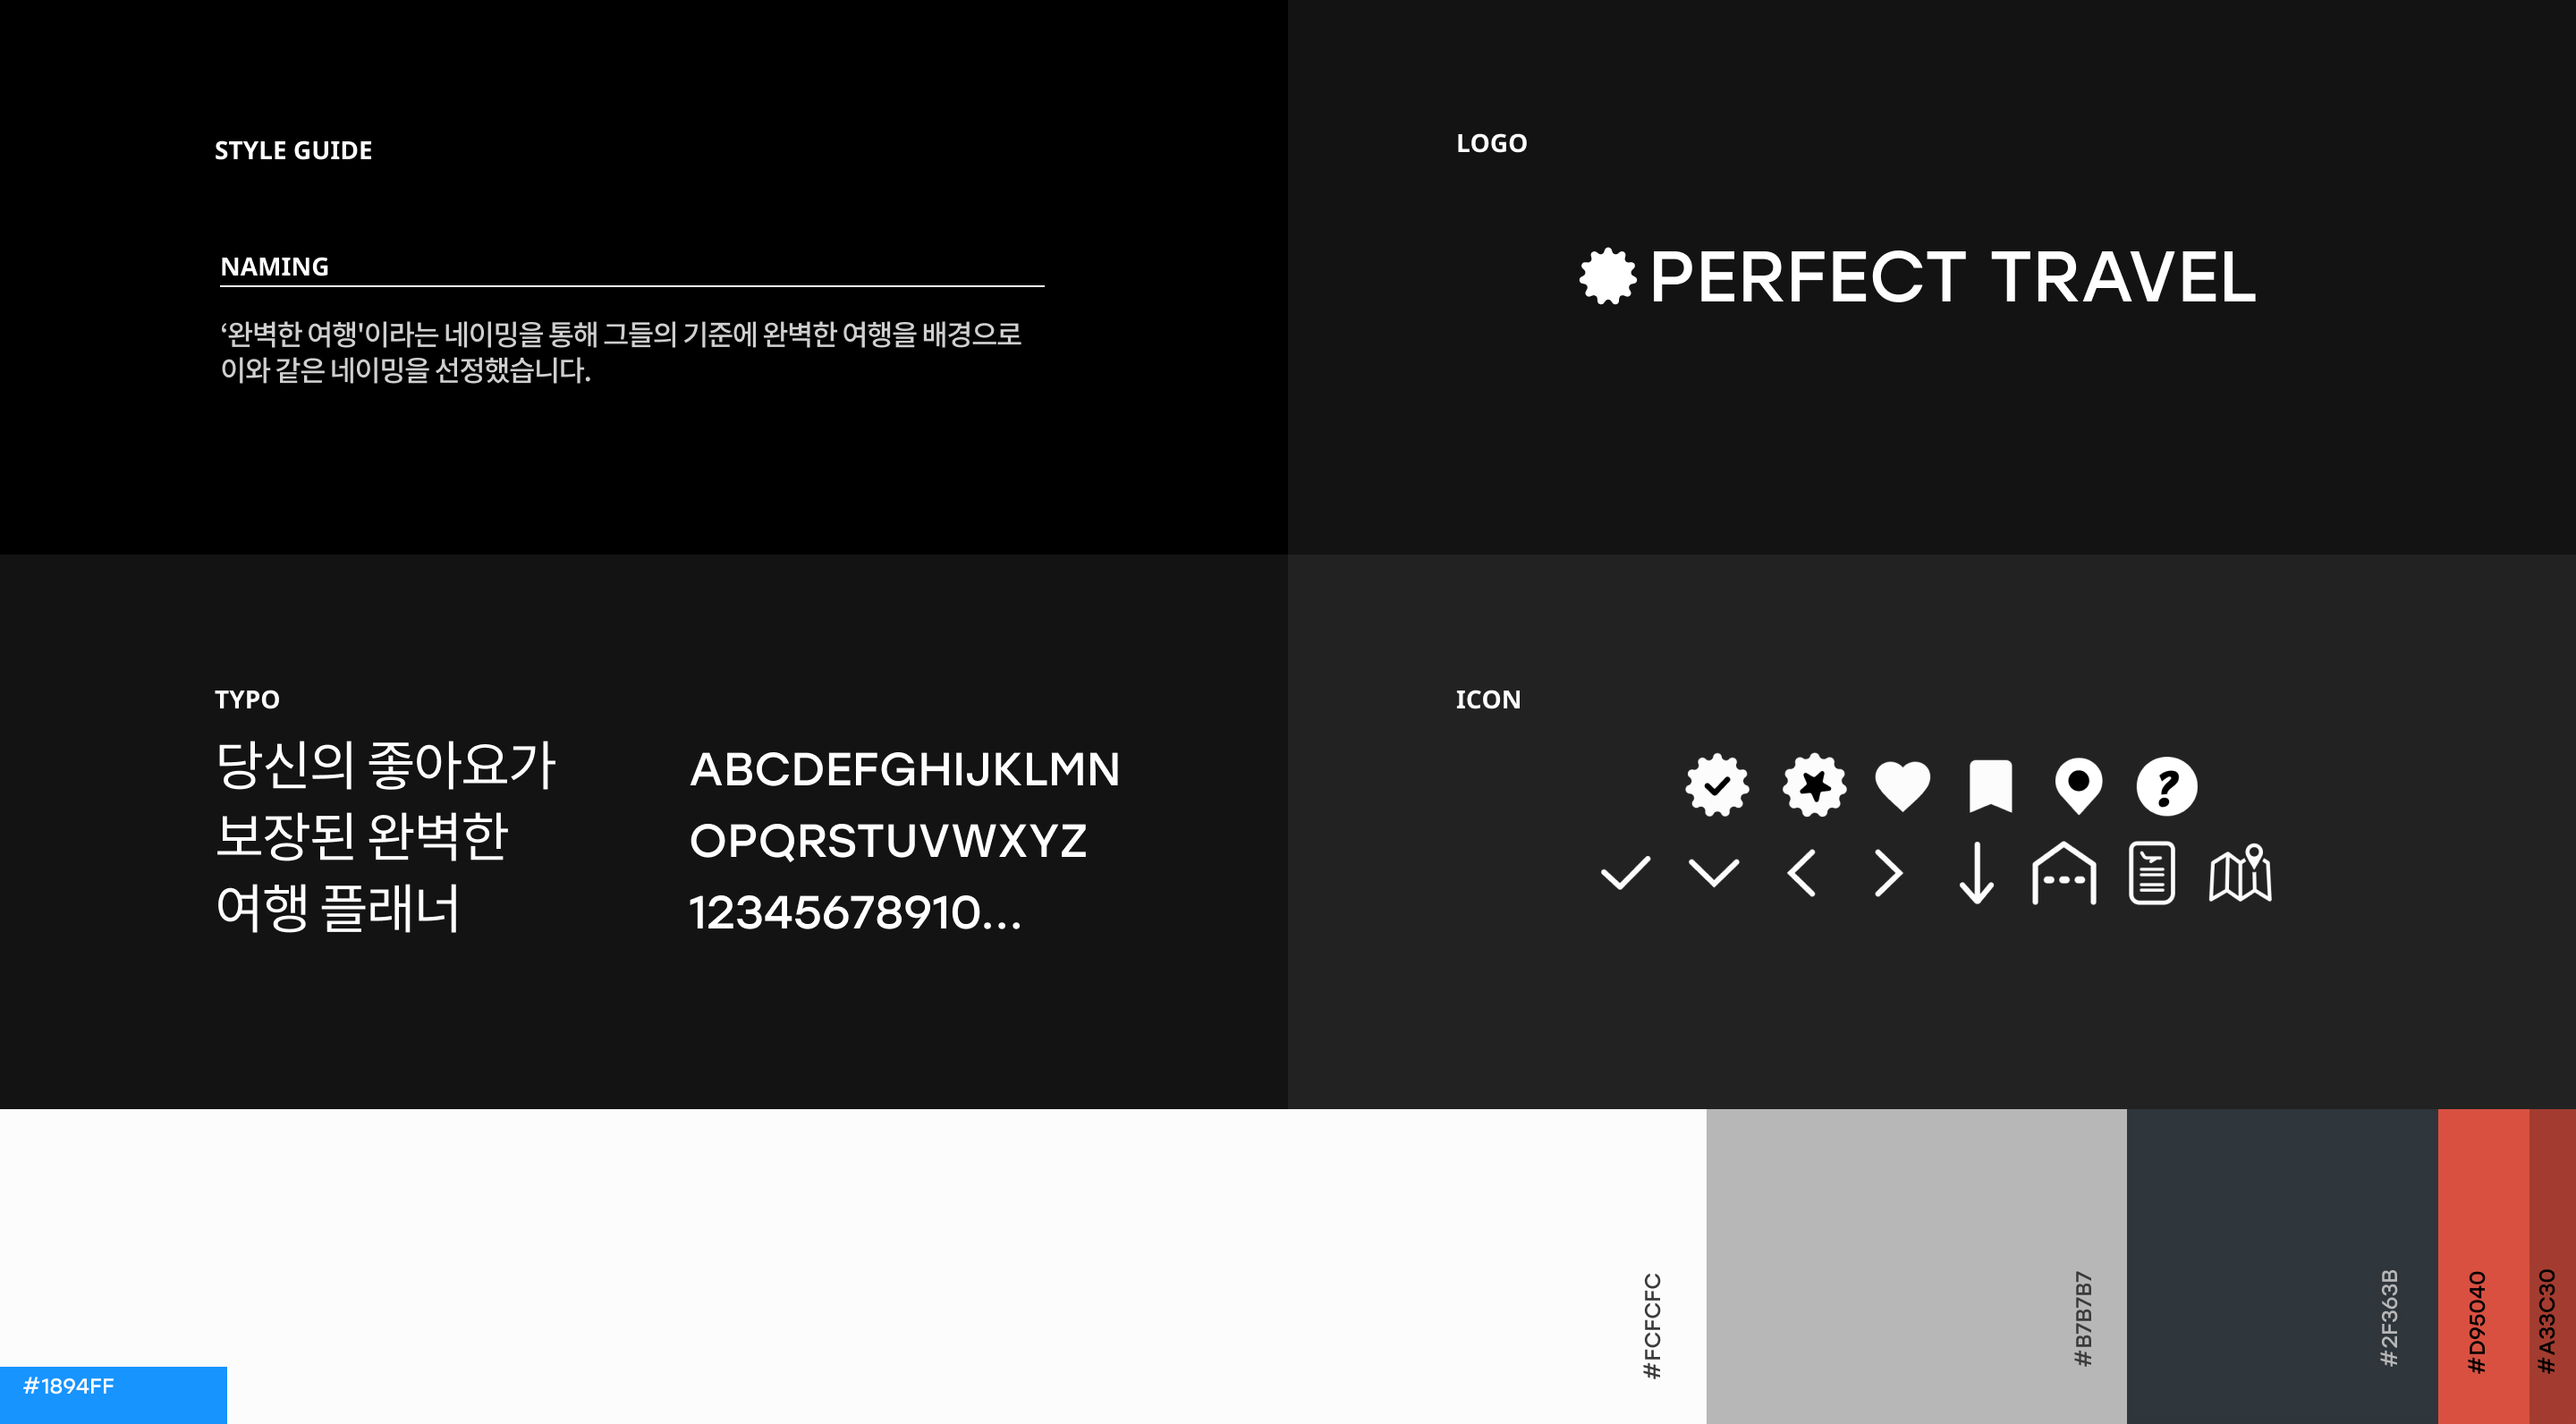 STYLE GUIDE
NAMING
‘완벽한 여행'이라는 네이밍을 통해 그들의 기준에 완벽한 여행을 배경으로
이와 같은 네이밍을 선정했습니다.
LOGO
PERFECT TRAVEL
TYPO
당신의 좋아요가
보장된 완벽한
여행 플래너
ABCDEFGHIJKLMN
OPQRSTUVWXYZ
12345678910...
ICON
?
#1894FF
#FCFCFC
#B7B7B7
#2F363B
#D95040
#A33C30